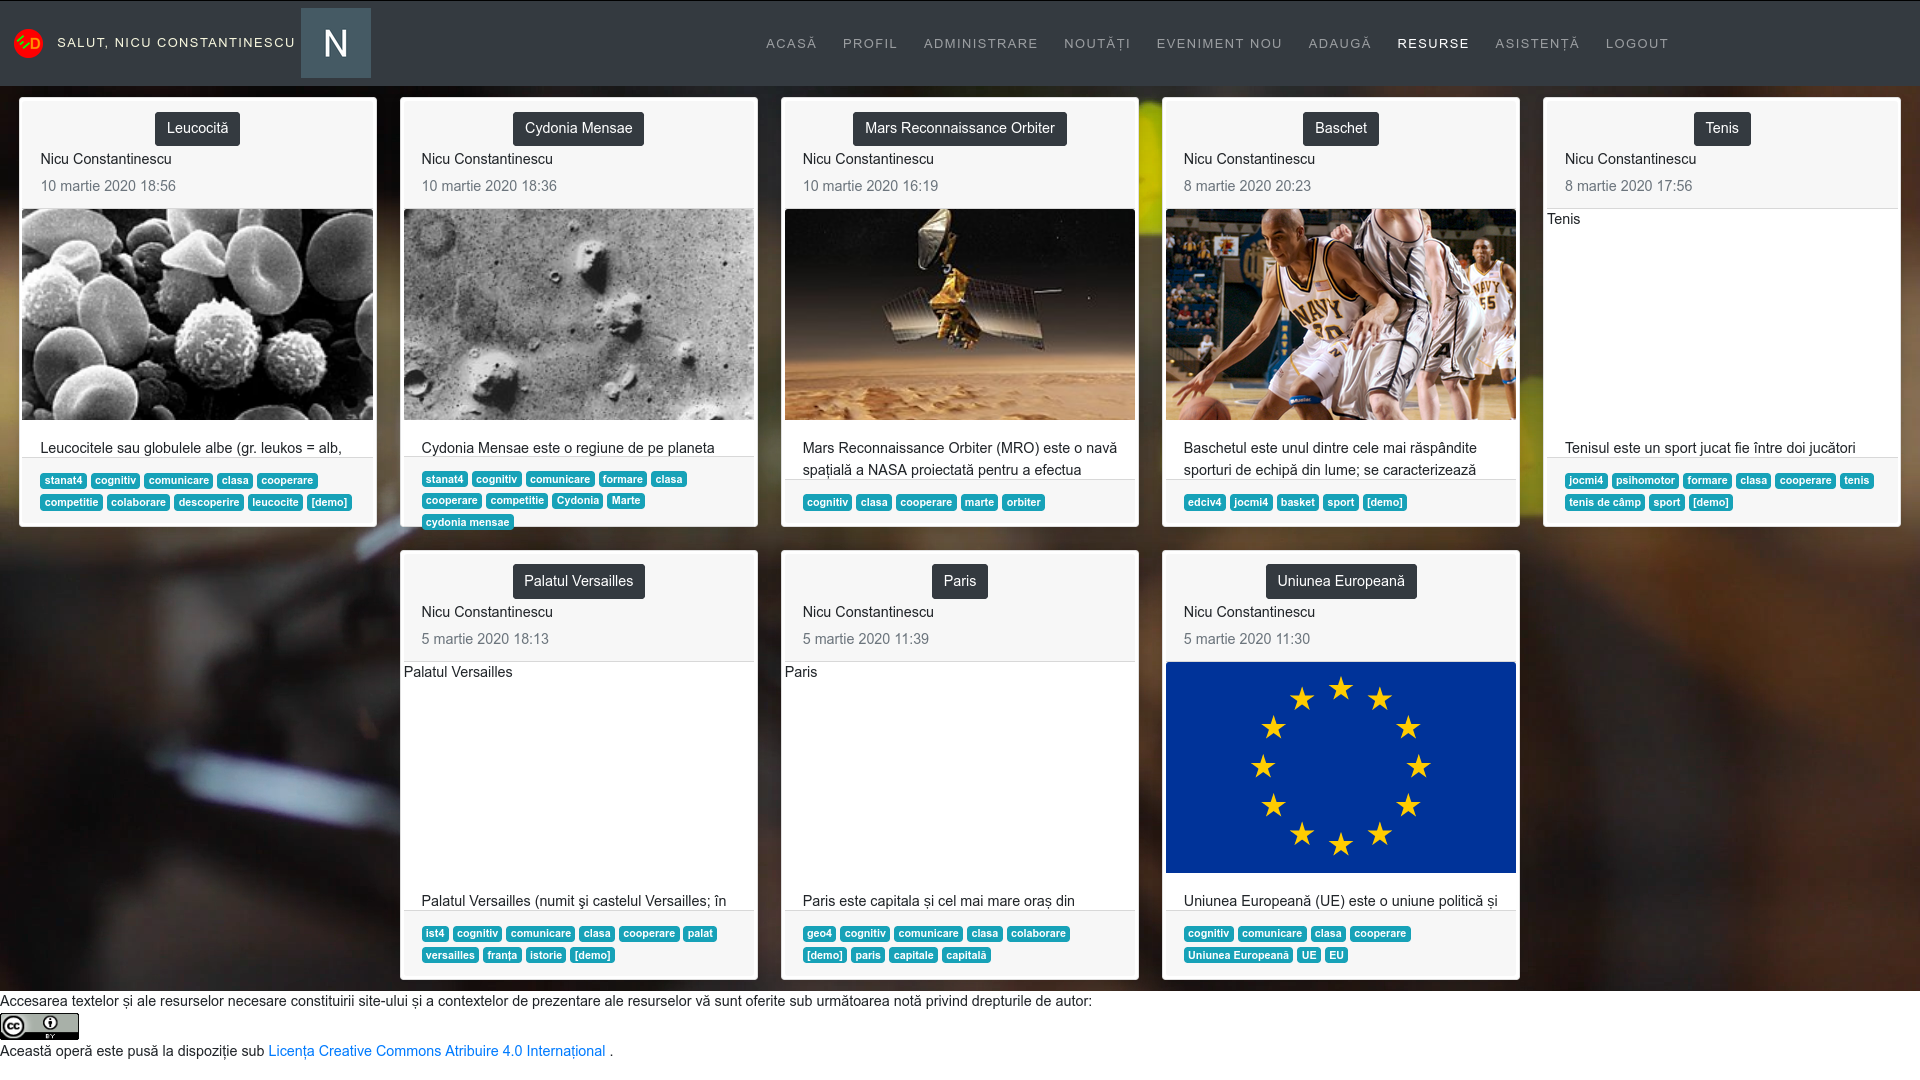 SALUT, NICU CONSTANTINESCU N ACASĂ PROFIL ADMINISTRARE NOUTĂȚI EVENIMENT NOU ADAUGĂ RESURSE ASISTENȚĂ LOGOUT
Leucocită
Nicu Constantinescu
10 martie 2020 18:56
Leucocitele sau globulele albe (gr. leukos = alb,
stanat4 cognitiv comunicare clasa cooperare
competitie colaborare descoperire leucocite [demo]
Cydonia Mensae
Nicu Constantinescu
10 martie 2020 18:36
Cydonia Mensae este o regiune de pe planeta
stanat4 cognitiv comunicare formare clasa
cooperare competitie Cydonia Marte
cydonia mensae
Mars Reconnaissance Orbiter
Nicu Constantinescu
10 martie 2020 16:19
Mars Reconnaissance Orbiter (MRO) este o navă
spațială a NASA proiectată pentru a efectua
cognitiv clasa cooperare marte orbiter
Baschet
Nicu Constantinescu
8 martie 2020 20:23
NAVY
NAVY
55
Baschetul este unul dintre cele mai răspândite
sporturi de echipă din lume; se caracterizează
edciv4 jocmi4 basket sport [demo]
Tenis
Nicu Constantinescu
8 martie 2020 17:56
Tenis
Tenisul este un sport jucat fie între doi jucători
jocmi4 psihomotor formare clasa cooperare tenis
tenis de câmp sport [demo]
Palatul Versailles
Nicu Constantinescu
5 martie 2020 18:13
Palatul Versailles
Palatul Versailles (numit şi castelul Versailles; în
ist4 cognitiv comunicare clasa cooperare palat
versailles franța istorie [demo]
Paris
Nicu Constantinescu
5 martie 2020 11:39
Paris
Paris este capitala și cel mai mare oraș din
geo4 cognitiv comunicare clasa colaborare
[demo] paris capitale capitală
Uniunea Europeană
Nicu Constantinescu
5 martie 2020 11:30
Uniunea Europeană (UE) este o uniune politică și
cognitiv comunicare clasa cooperare
Uniunea Europeană UE EU
Accesarea textelor și ale resurselor necesare constituirii site-ului și a contextelor de prezentare ale resurselor vă sunt oferite sub următoarea notă privind drepturile de autor:
cc BY
Această operă este pusă la dispoziție sub Licența Creative Commons Atribuire 4.0 Internațional .